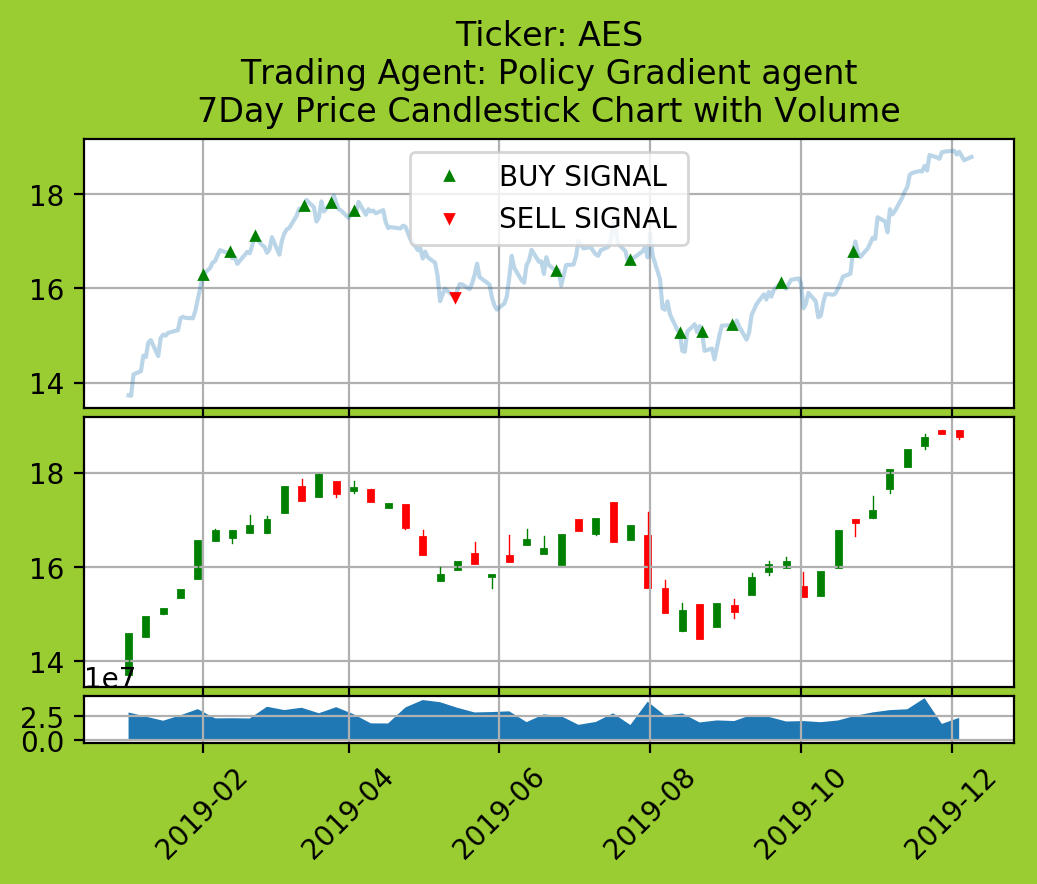 Ticker: AES
Trading Agent: Policy Gradient agent
7Day Price Candlestick Chart with Volume
BUY SIGNAL
SELL SIGNAL
18
16
14
18
16
14
1e7
2.5
0.0
2019-02
2019-04
2019-06
2019-08
2019-10
2019-12